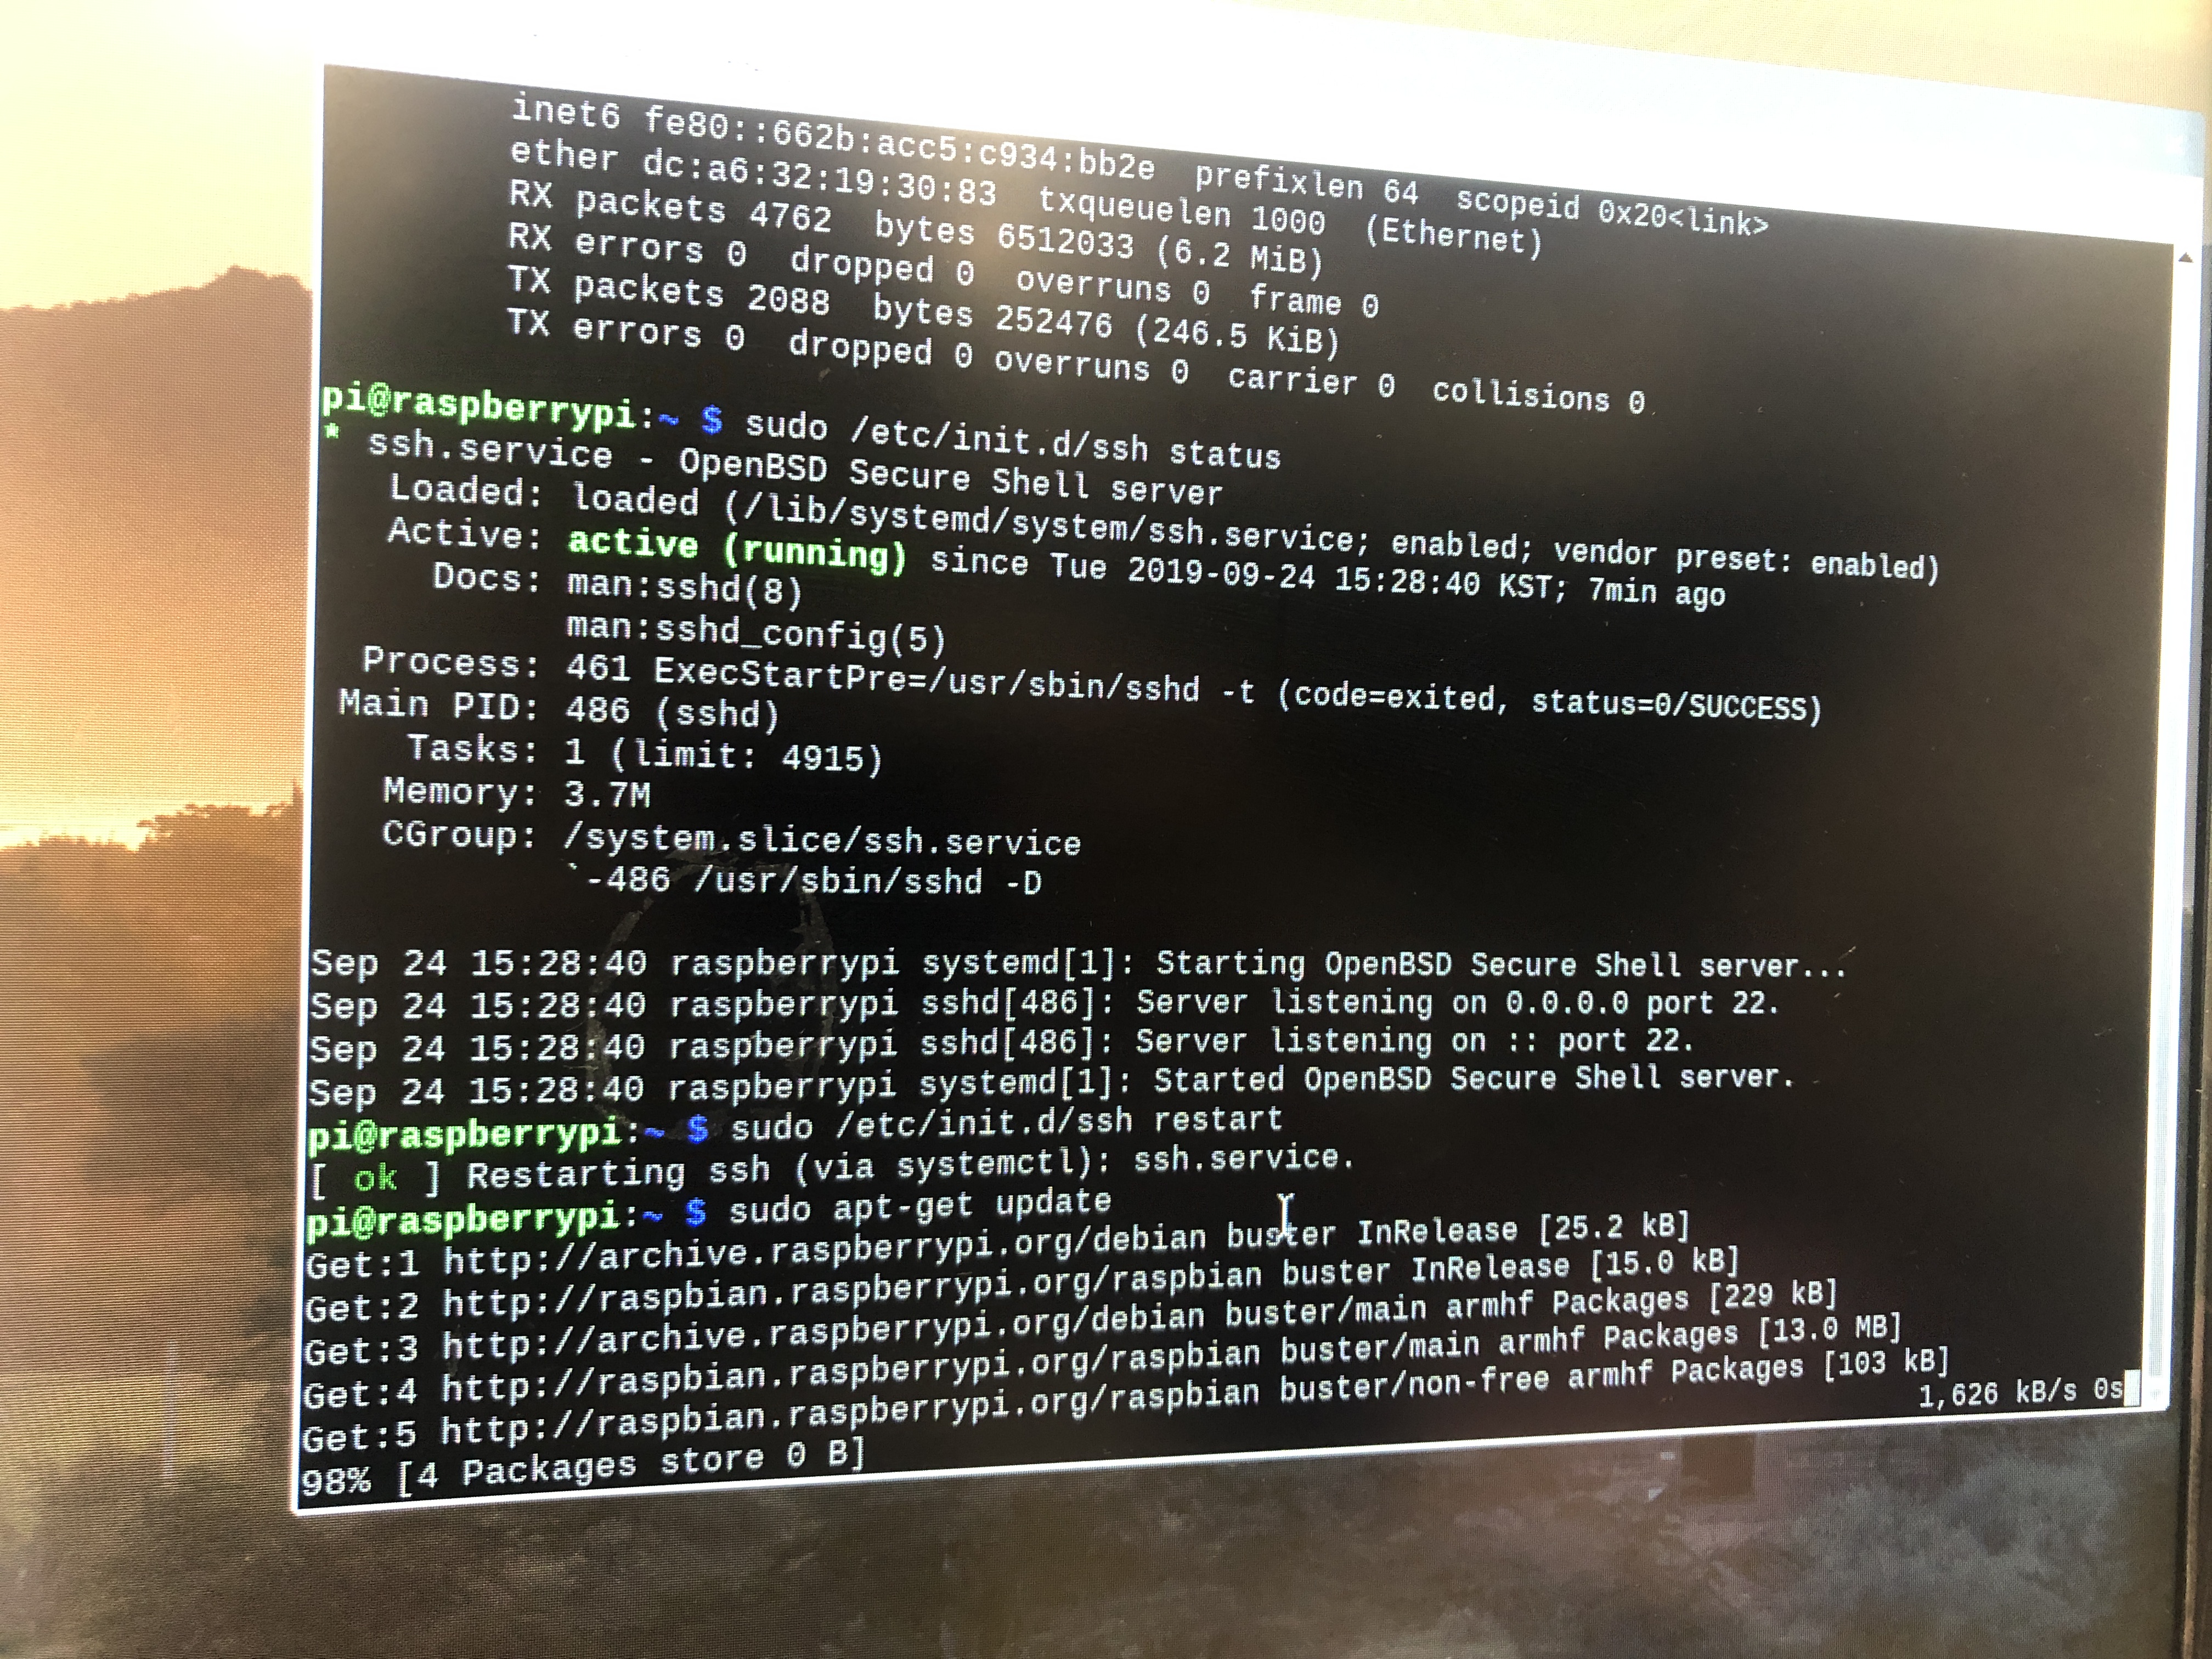 inet6 fe80::662b:acc5:c934:bb2e  prefixlen 64  scopeid 0x20<link>
ether dc:a6:32:19:30:83  txqueuelen 1000  (Ethernet)
RX packets 4762  bytes 6512033 (6.2 MiB)
RX errors 0  dropped 0  overruns 0  frame 0
TX packets 2088  bytes 252476 (246.5 KiB)
TX errors 0  dropped 0 overruns 0  carrier 0  collisions 0
pi@raspberrypi:~ $ sudo /etc/init.d/ssh status
* ssh.service - OpenBSD Secure Shell server
Loaded: loaded (/lib/systemd/system/ssh.service; enabled; vendor preset: enabled)
Active: active (running) since Tue 2019-09-24 15:28:40 KST; 7min ago
Docs: man:sshd(8)
man:sshd_config(5)
Process: 461 ExecStartPre=/usr/sbin/sshd -t (code=exited, status=0/SUCCESS)
Main PID: 486 (sshd)
Tasks: 1 (limit: 4915)
Memory: 3.7M
CGroup: /system.slice/ssh.service
`-486 /usr/sbin/sshd -D
Sep 24 15:28:40 raspberrypi systemd[1]: Starting OpenBSD Secure Shell server...
Sep 24 15:28:40 raspberrypi sshd[486]: Server listening on 0.0.0.0 port 22.
Sep 24 15:28:40 raspberrypi sshd[486]: Server listening on :: port 22.
Sep 24 15:28:40 raspberrypi systemd[1]: Started OpenBSD Secure Shell server.
pi@raspberrypi:~ $ sudo /etc/init.d/ssh restart
[ ok ] Restarting ssh (via systemctl): ssh.service.
pi@raspberrypi:~ $ sudo apt-get update
Get:1 http://archive.raspberrypi.org/debian buster InRelease [25.2 kB]
Get:2 http://raspbian.raspberrypi.org/raspbian buster InRelease [15.0 kB]
Get:3 http://archive.raspberrypi.org/debian buster/main armhf Packages [229 kB]
Get:4 http://raspbian.raspberrypi.org/raspbian buster/main armhf Packages [13.0 MB]
Get:5 http://raspbian.raspberrypi.org/raspbian buster/non-free armhf Packages [103 kB]
98% [4 Packages store 0 B] 1,626 kB/s 0s